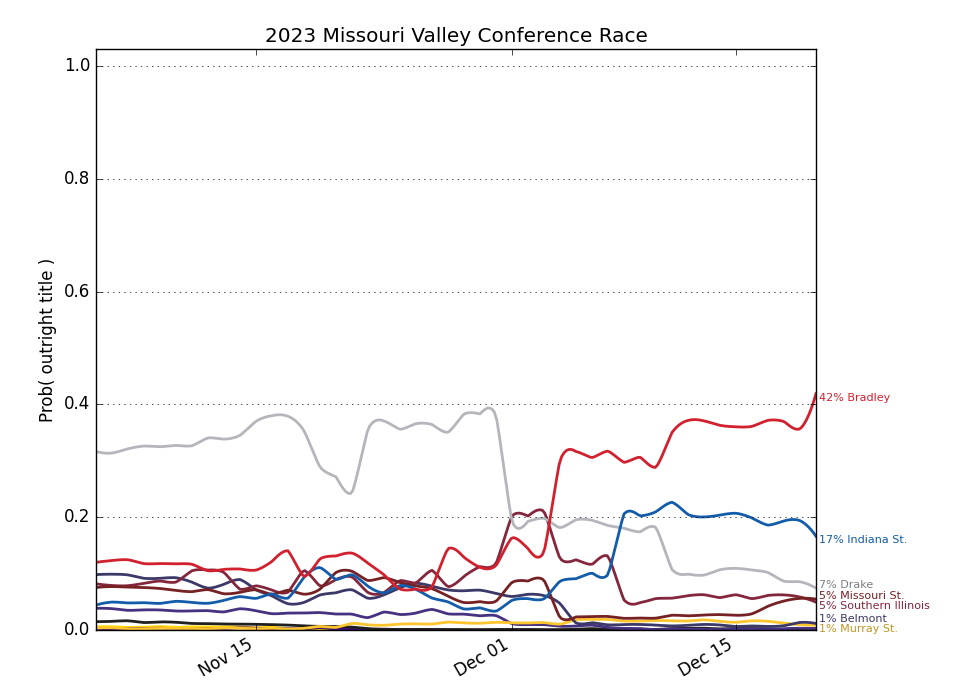 2023 Missouri Valley Conference Race
Prob( outright title )
1.0
0.8
0.6
0.4
0.2
0.0
Nov 15
Dec 01
Dec 15
42% Bradley
17% Indiana St.
7% Drake
5% Missouri St.
5% Southern Illinois
1% Belmont
1% Murray St.